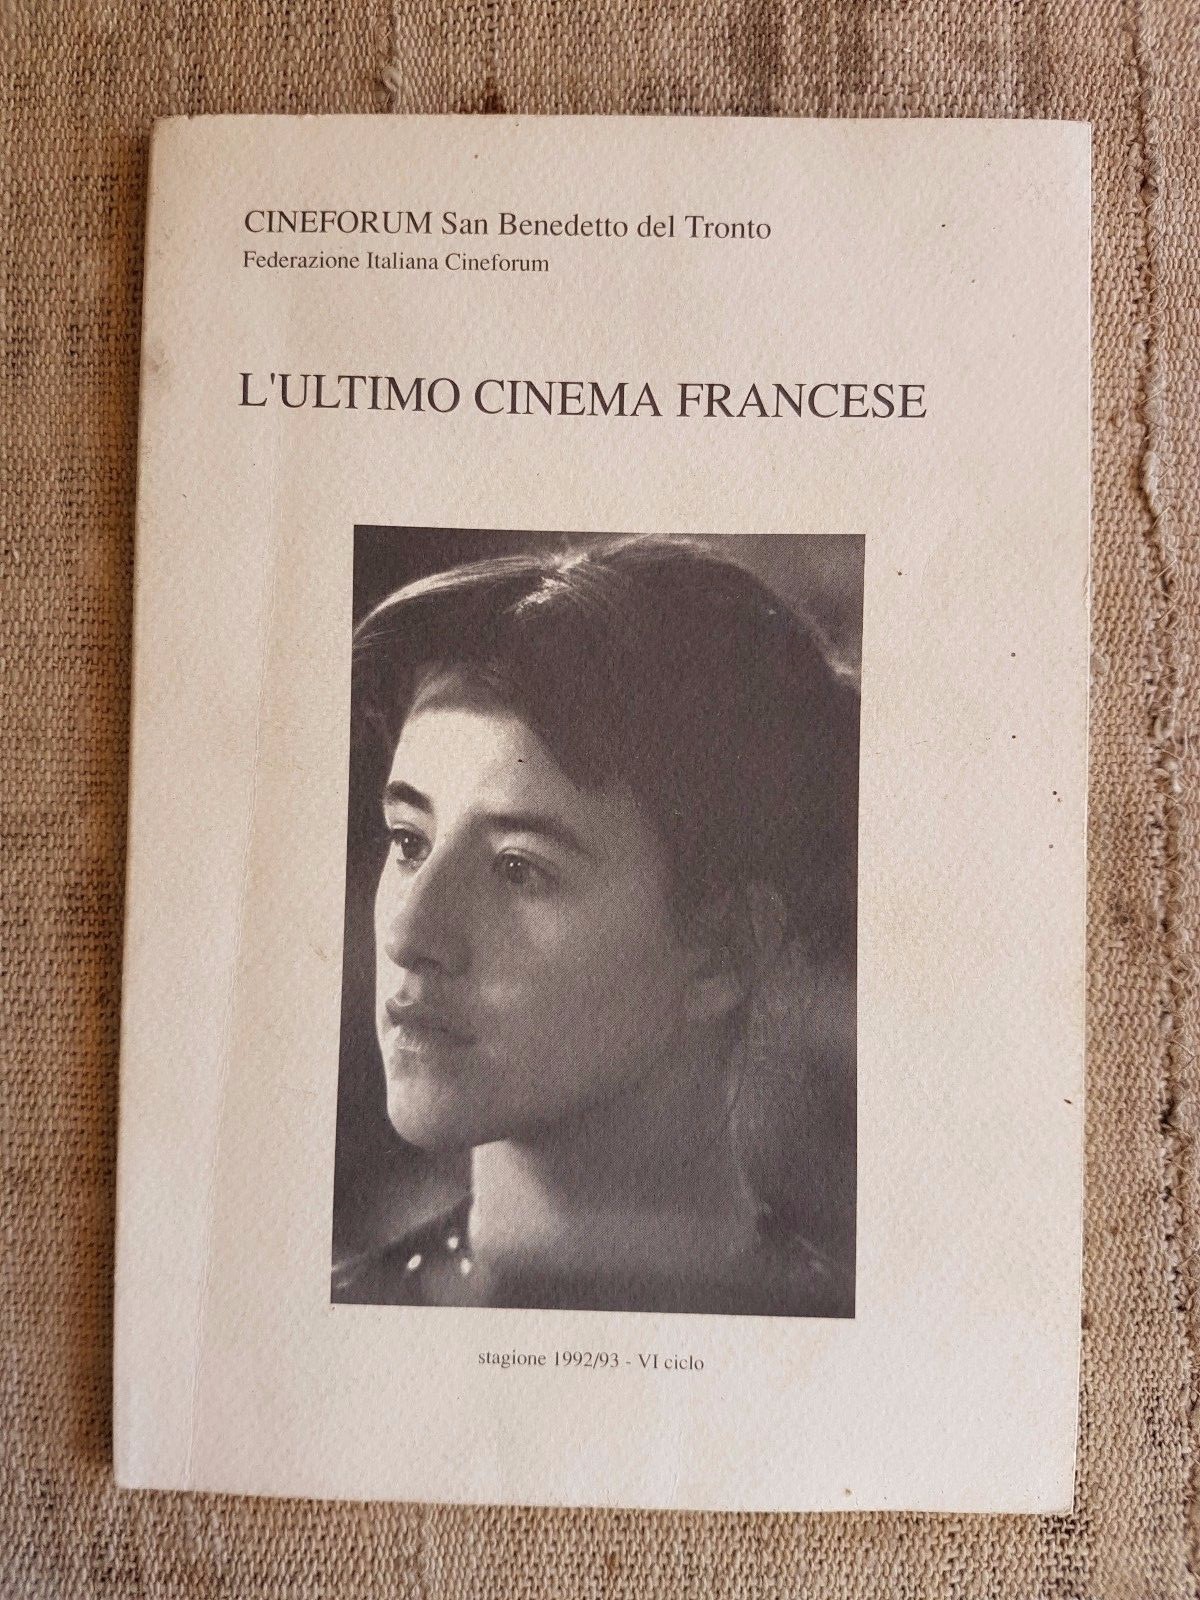 CINEFORUM San Benedetto del Tronto
Federazione Italiana Cineforum
L'ULTIMO CINEMA FRANCESE
stagione 1992/93 - VI ciclo